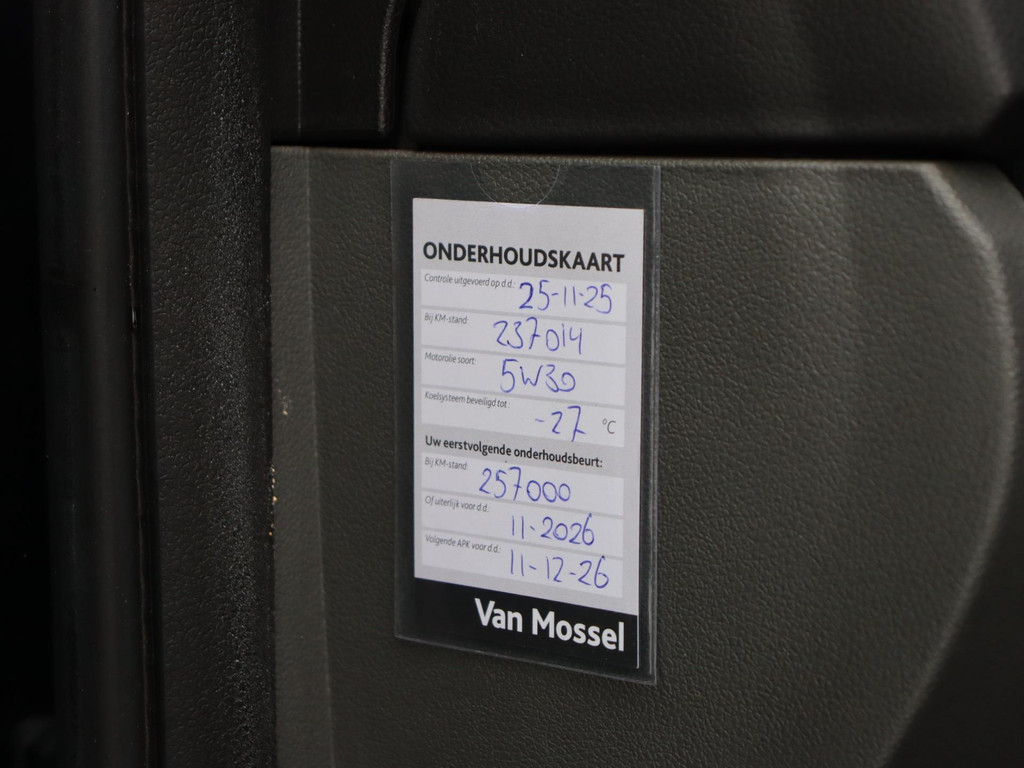 ONDERHOUDSKAART
Controle uitgevoerd op d.d.: 25-11-25
Bij KM-stand: 237014
Motorolie soort: 5W30
Koelsysteem beveiligd tot: -27 °C
Uw eerstvolgende onderhoudsbeurt:
Bij KM-stand: 257000
Of uiterlijk voor d.d.: 11-2026
Volgende APK voor d.d.: 11-12-26
Van Mossel